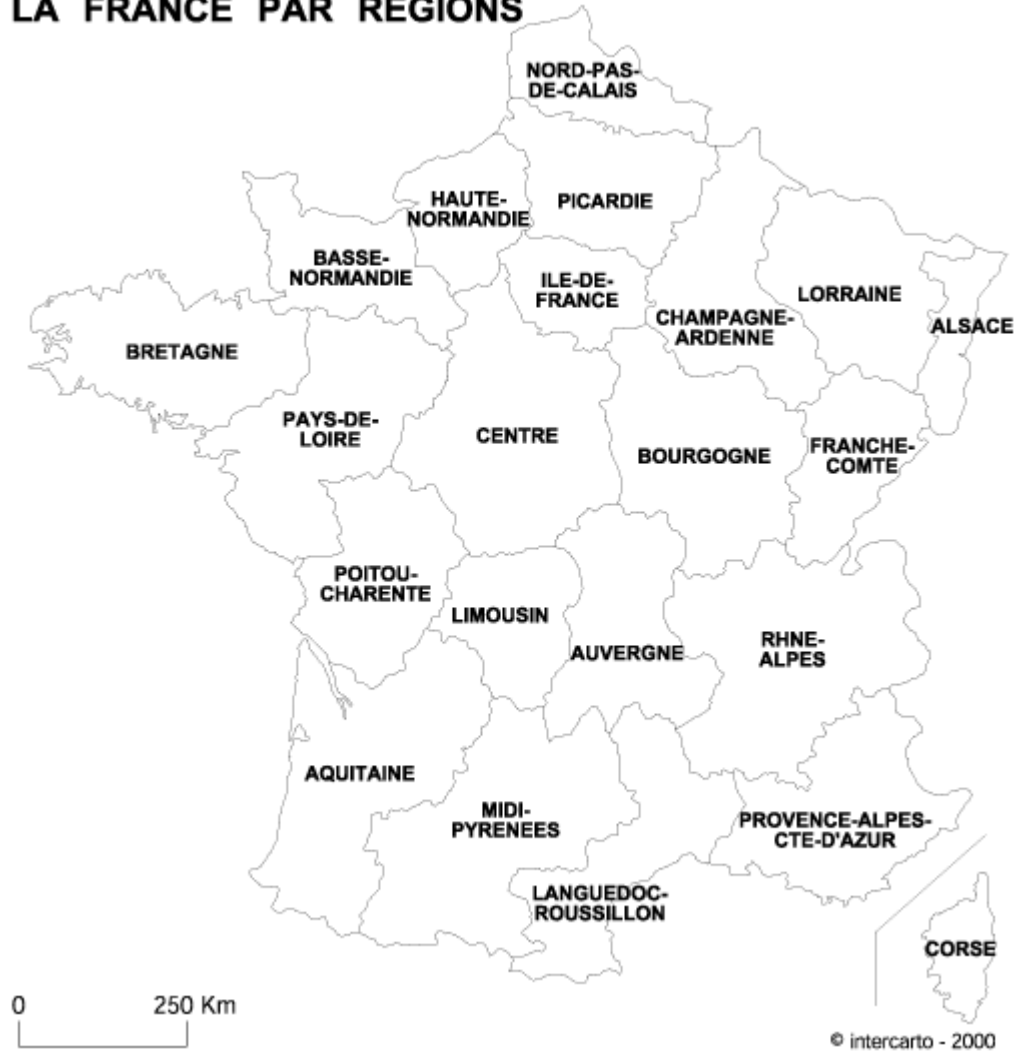 LA FRANCE PAR REGIONS
NORD-PAS-
DE-CALAIS
HAUTE-
NORMANDIE
PICARDIE
BASSE-
NORMANDIE
ILE-DE-
FRANCE
LORRAINE
CHAMPAGNE-
ARDENNE
ALSACE
BRETAGNE
PAYS-DE-
LOIRE
CENTRE
BOURGOGNE
FRANCHE-
COMTE
POITOU-
CHARENTE
LIMOUSIN
AUVERGNE
RHNE-
ALPES
AQUITAINE
MIDI-
PYRENEES
PROVENCE-ALPES-
CTE-D'AZUR
LANGUEDOC-
ROUSSILLON
CORSE
0 250 Km
© intercarto - 2000